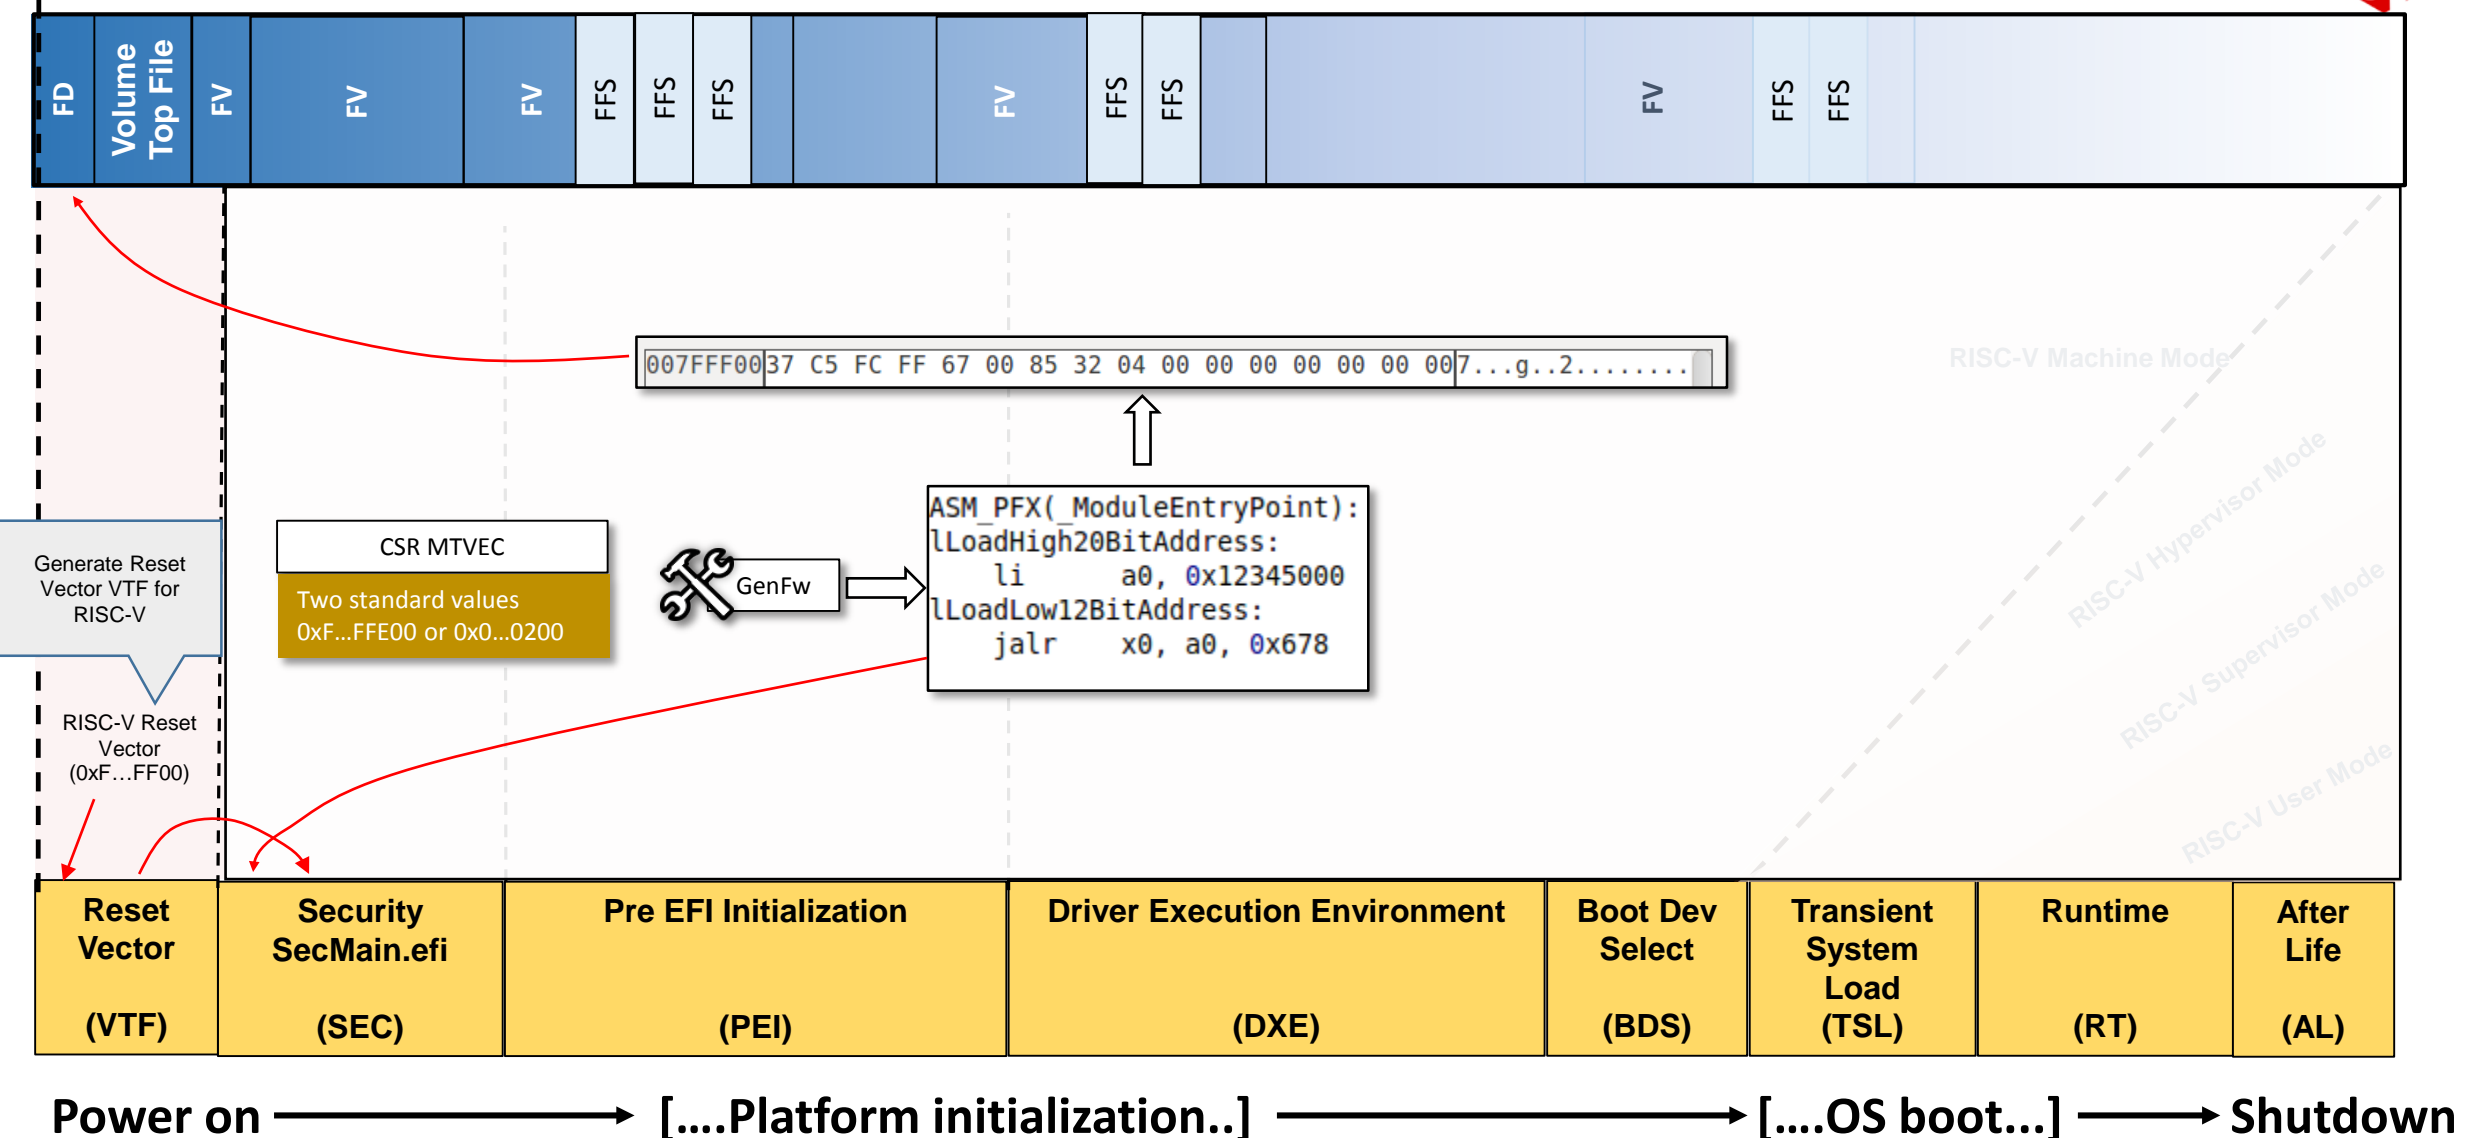 FD
Volume
Top File
FV
FV
FV
FFS
FFS
FFS
FV
FFS
FFS
FV
FFS
FFS
007FFF00 37 C5 FC FF 67 00 85 32 04 00 00 00 00 00 00 00 7...g..2........
RISC-V Machine Mode
RISC-V Hypervisor Mode
RISC-V Supervisor Mode
RISC-V User Mode
Generate Reset
Vector VTF for
RISC-V
CSR MTVEC
Two standard values
0xF...FFE00 or 0x0...0200
GenFw
ASM_PFX(_ModuleEntryPoint):
lLoadHigh20BitAddress:
li a0, 0x12345000
lLoadLow12BitAddress:
jalr x0, a0, 0x678
RISC-V Reset
Vector
(0xF…FF00)
Reset
Vector
(VTF)
Security
SecMain.efi
(SEC)
Pre EFI Initialization
(PEI)
Driver Execution Environment
(DXE)
Boot Dev
Select
(BDS)
Transient
System
Load
(TSL)
Runtime
(RT)
After
Life
(AL)
Power on
[....Platform initialization..]
[....OS boot...]
Shutdown